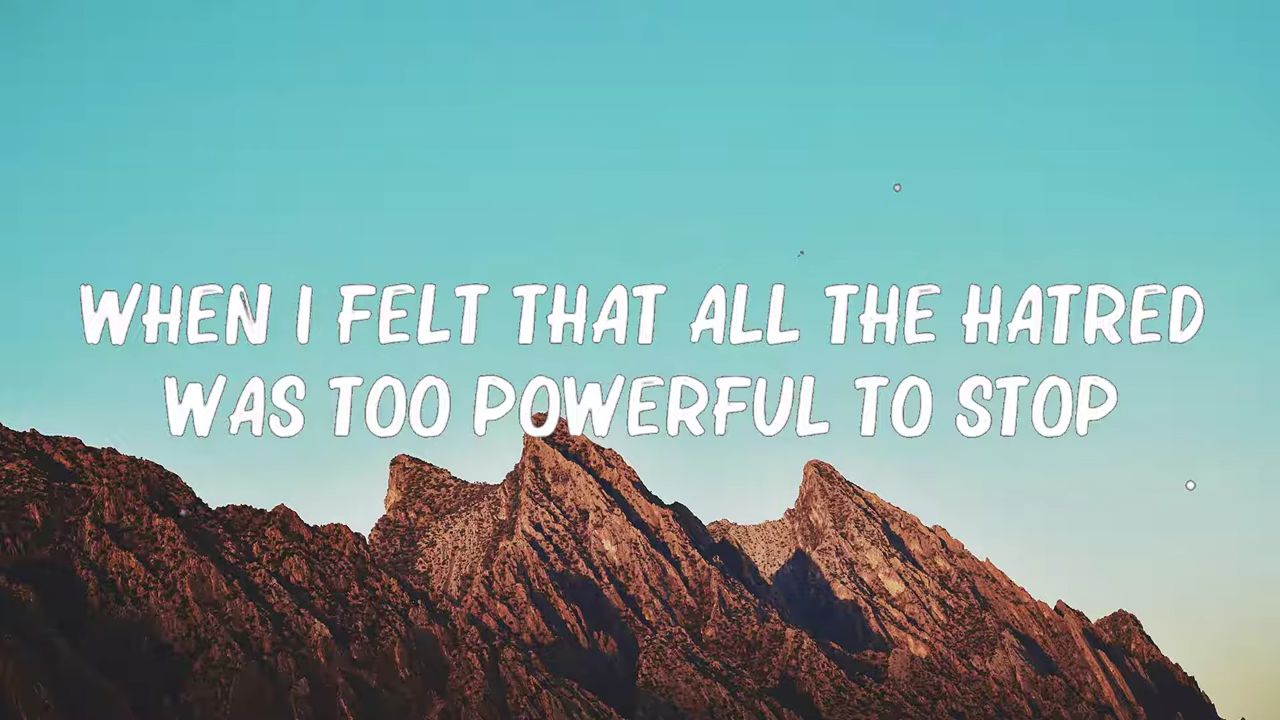 WHEN I FELT THAT ALL THE HATRED
WAS TOO POWERFUL TO STOP